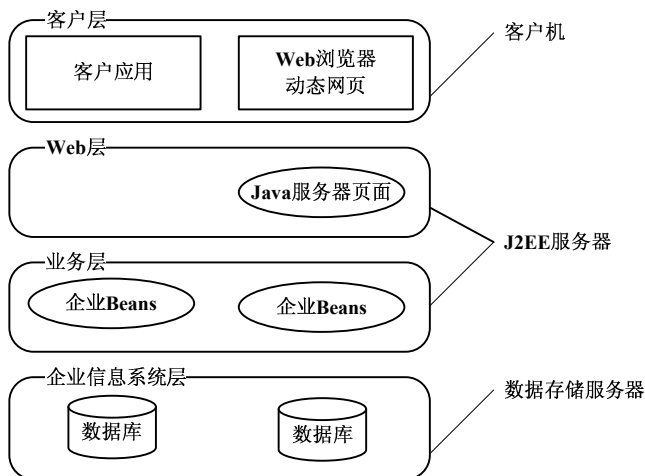 客户层
客户机
客户应用
Web浏览器
动态网页
Web层
Java服务器页面
J2EE服务器
业务层
企业Beans
企业Beans
企业信息系统层
数据存储服务器
数据库
数据库